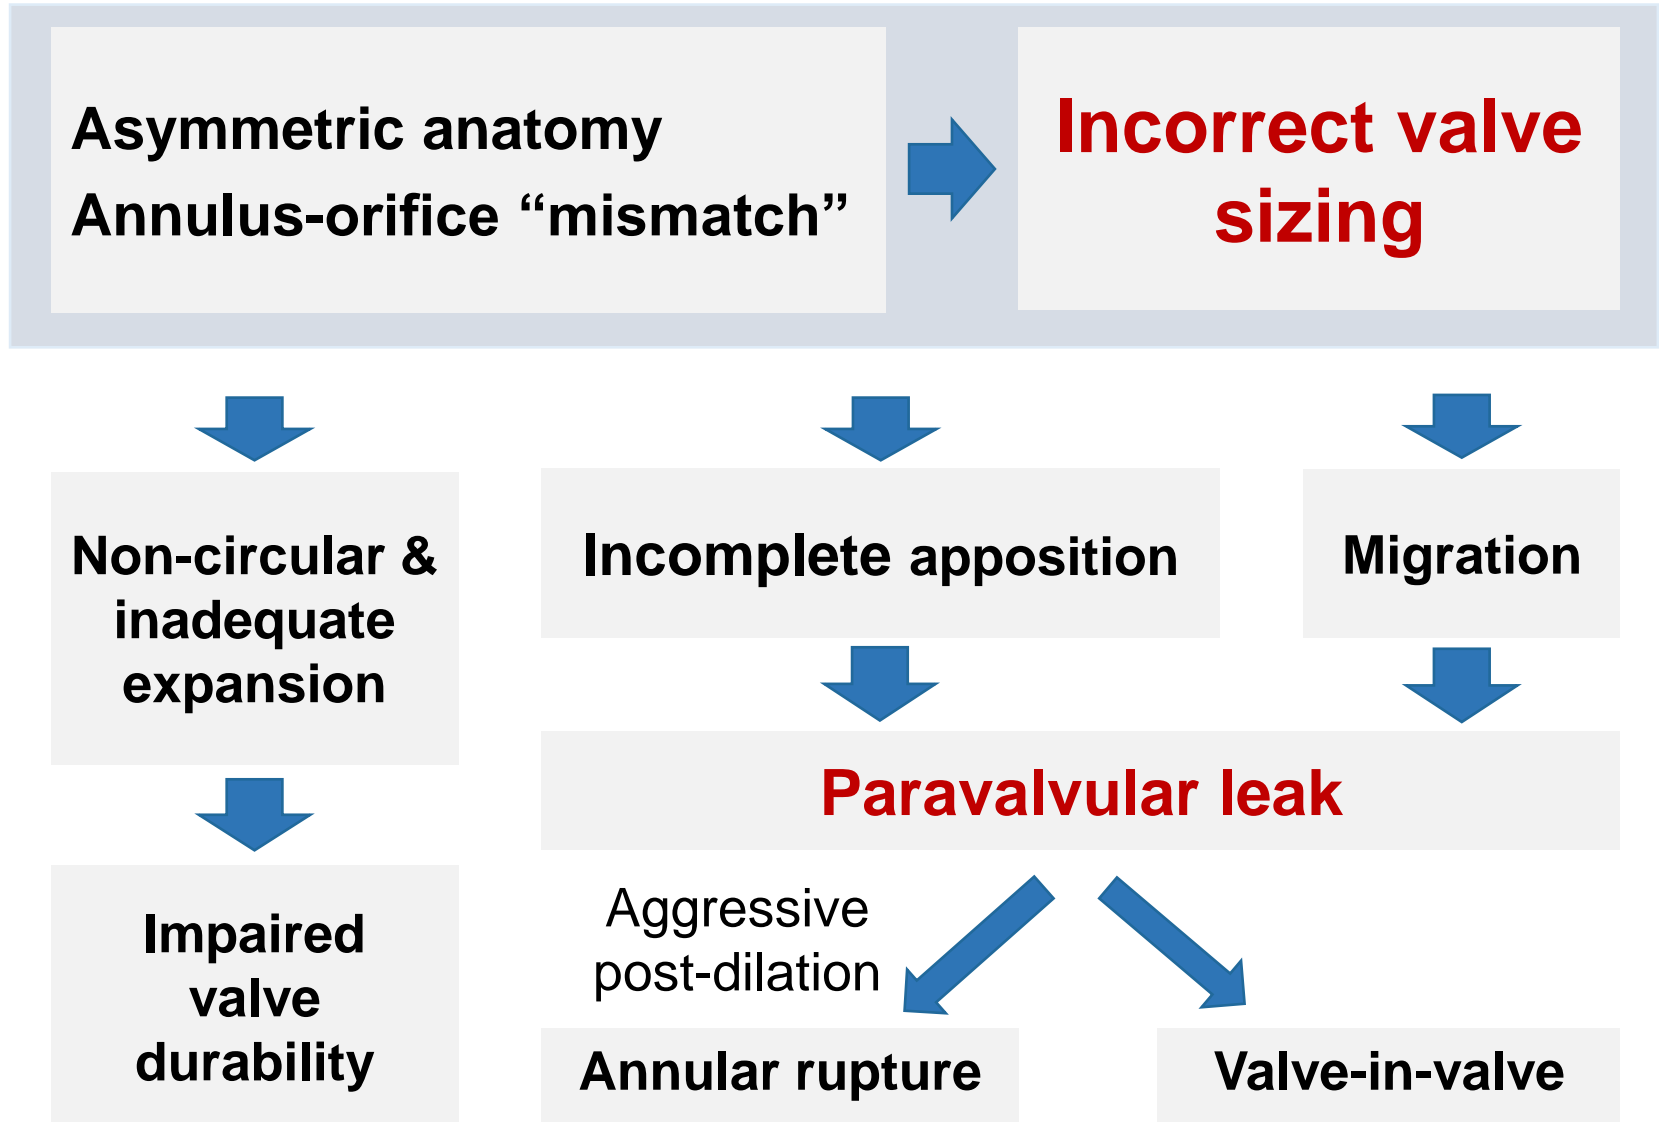 Asymmetric anatomy
Annulus-orifice “mismatch”
Incorrect valve
sizing
Non-circular &
inadequate
expansion
Incomplete apposition
Migration
Paravalvular leak
Aggressive
post-dilation
Impaired
valve
durability
Annular rupture
Valve-in-valve